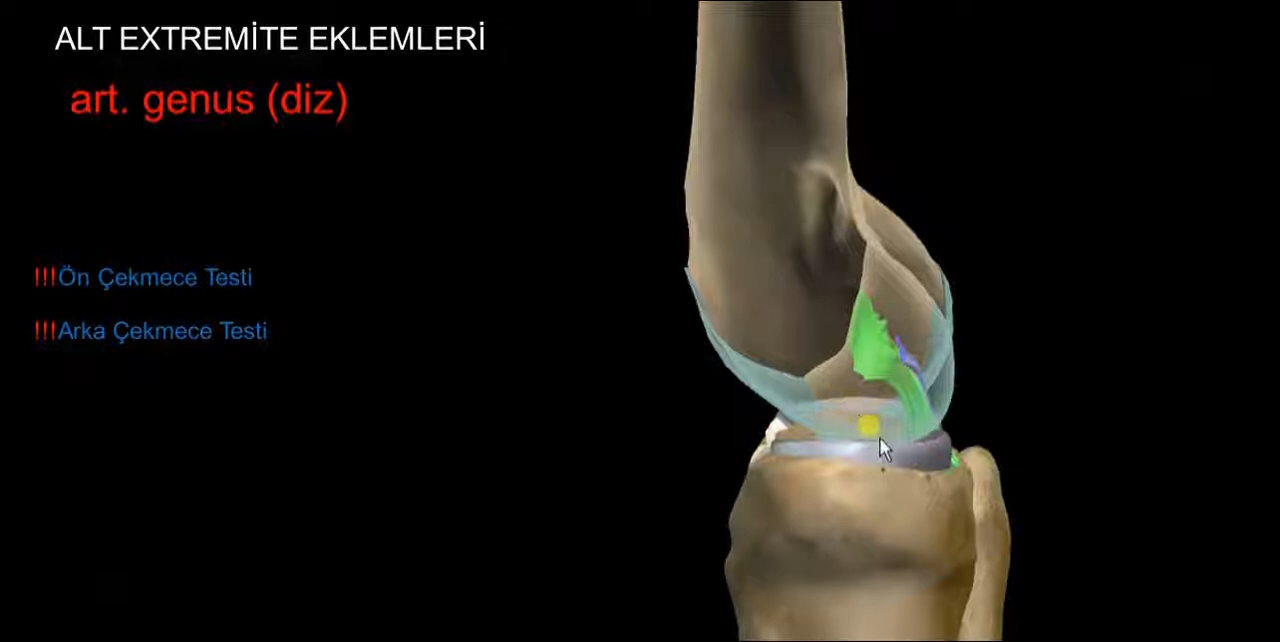 ALT EXTREMİTE EKLEMLERİ
art. genus (diz)
!!!Ön Çekmece Testi
!!!Arka Çekmece Testi